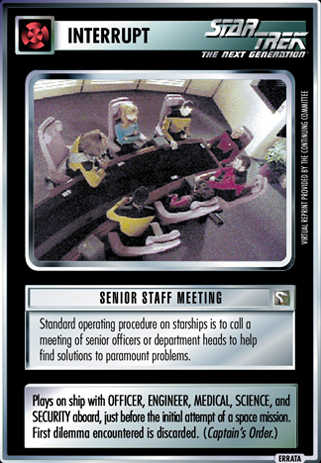 INTERRUPT
STAR TREK
THE NEXT GENERATION
VIRTUAL REPRINT PROVIDED BY THE CONTINUING COMMITTEE
SENIOR STAFF MEETING
Standard operating procedure on starships is to call a
meeting of senior officers or department heads to help
find solutions to paramount problems.
Plays on ship with OFFICER, ENGINEER, MEDICAL, SCIENCE, and
SECURITY aboard, just before the initial attempt of a space mission.
First dilemma encountered is discarded. (Captain's Order.)
ERRATA